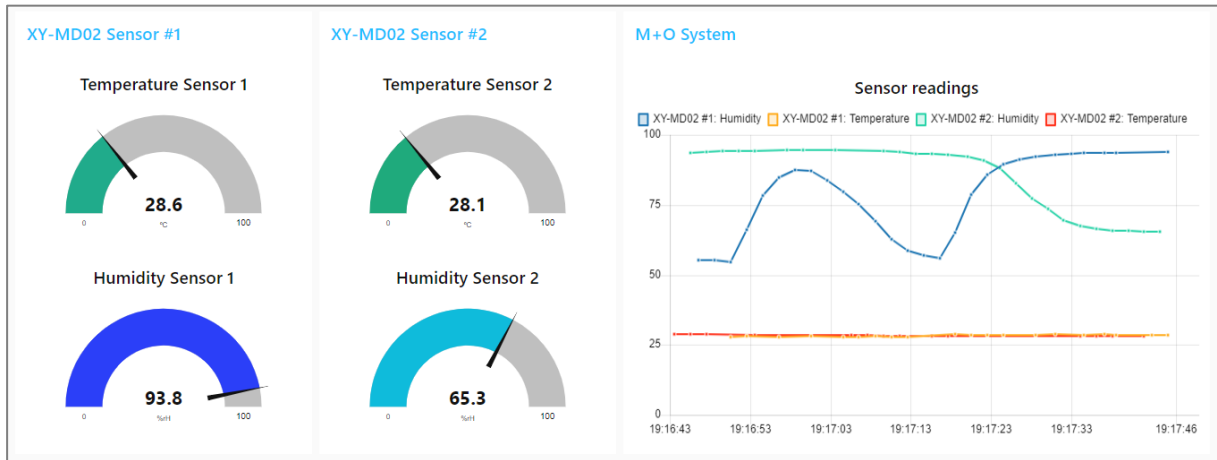 XY-MD02 Sensor #1
Temperature Sensor 1
28.6
0
°C
100
Humidity Sensor 1
93.8
0
%rH
100
XY-MD02 Sensor #2
Temperature Sensor 2
28.1
0
°C
100
Humidity Sensor 2
65.3
0
%rH
100
M+O System
Sensor readings
XY-MD02 #1: Humidity XY-MD02 #1: Temperature XY-MD02 #2: Humidity XY-MD02 #2: Temperature
100
75
50
25
0
19:16:43 19:16:53 19:17:03 19:17:13 19:17:23 19:17:33 19:17:46